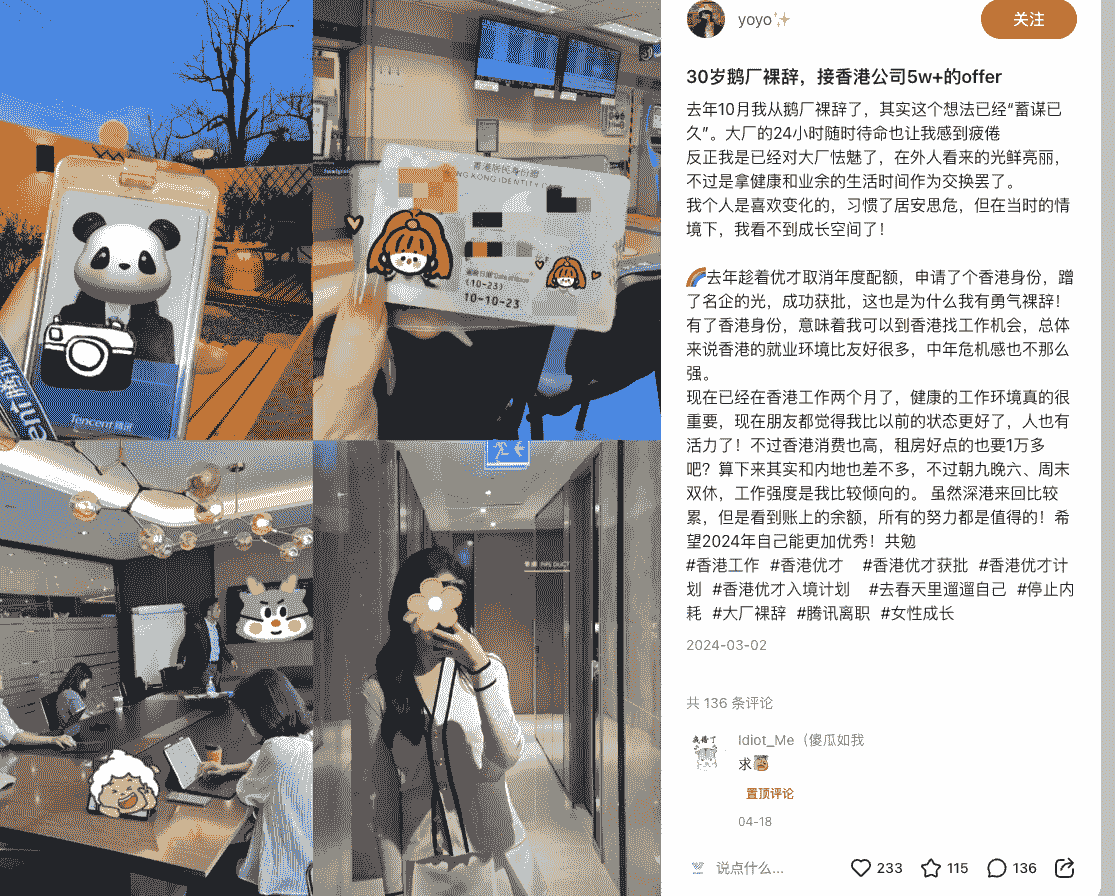 Tencent 腾讯
Tencent 腾讯
香港居民身份證
HONG KONG IDENTITY
(10-23)
10-10-23
PIPE DUCT
yoyo✨
关注
30岁鹅厂裸辞，接香港公司5w+的offer
去年10月我从鹅厂裸辞了，其实这个想法已经“蓄谋已
久”。大厂的24小时随时待命也让我感到疲倦
反正我是已经对大厂怯魅了，在外人看来的光鲜亮丽，
不过是拿健康和业余的生活时间作为交换罢了。
我个人是喜欢变化的，习惯了居安思危，但在当时的情
境下，我看不到成长空间了！
🌈去年趁着优才取消年度配额，申请了个香港身份，蹭
了名企的光，成功获批，这也是为什么我有勇气裸辞！
有了香港身份，意味着我可以到香港找工作机会，总体
来说香港的就业环境比友好很多，中年危机感也不那么
强。
现在已经在香港工作两个月了，健康的工作环境真的很
重要，现在朋友都觉得我比以前的状态更好了，人也有
活力了！不过香港消费也高，租房好点的也要1万多
吧？算下来其实和内地也差不多，不过朝九晚六、周末
双休，工作强度是我比较倾向的。 虽然深港来回比较
累，但是看到账上的余额，所有的努力都是值得的！希
望2024年自己能更加优秀！共勉
#香港工作 #香港优才 #香港优才获批 #香港优才计
划 #香港优才入境计划 #去春天里遛遛自己 #停止内
耗 #大厂裸辞 #腾讯离职 #女性成长
2024-03-02
共 136 条评论
Idiot_Me（傻瓜如我
求
置顶评论
04-18
说点什么...
233
115
136